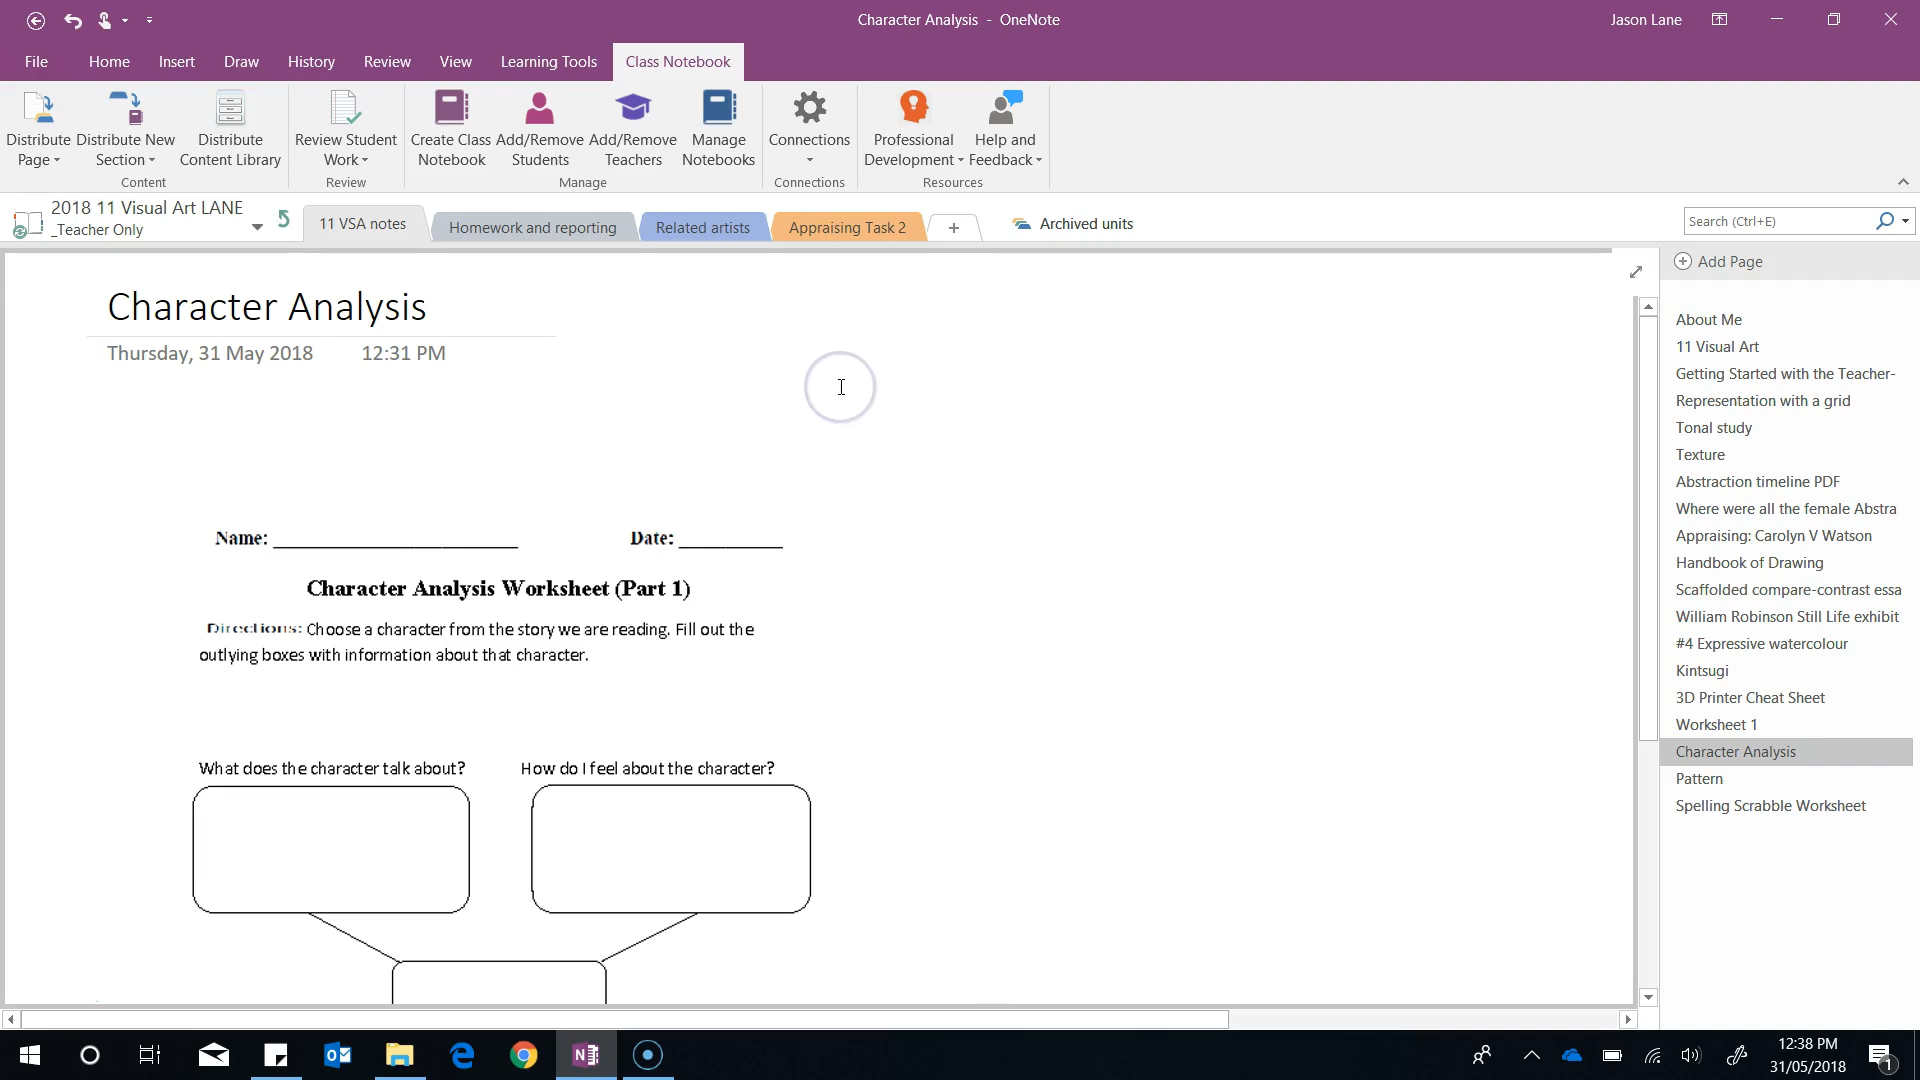 Character Analysis - OneNote
Jason Lane
File Home Insert Draw History Review View Learning Tools Class Notebook
Distribute Page
Distribute New Section
Distribute Content Library
Content
Review Student Work
Review
Create Class Notebook
Add/Remove Students
Add/Remove Teachers
Manage Notebooks
Manage
Connections
Connections
Professional Development
Help and Feedback
Resources
2018 11 Visual Art LANE
_Teacher Only
11 VSA notes
Homework and reporting
Related artists
Appraising Task 2
+
Archived units
Search (Ctrl+E)
Character Analysis
Thursday, 31 May 2018 12:31 PM
Name: Date:
Character Analysis Worksheet (Part 1)
Directions: Choose a character from the story we are reading. Fill out the
outlying boxes with information about that character.
What does the character talk about? How do I feel about the character?
Add Page
About Me
11 Visual Art
Getting Started with the Teacher-
Representation with a grid
Tonal study
Texture
Abstraction timeline PDF
Where were all the female Abstra
Appraising: Carolyn V Watson
Handbook of Drawing
Scaffolded compare-contrast essa
William Robinson Still Life exhibit
#4 Expressive watercolour
Kintsugi
3D Printer Cheat Sheet
Worksheet 1
Character Analysis
Pattern
Spelling Scrabble Worksheet
12:38 PM
31/05/2018
1